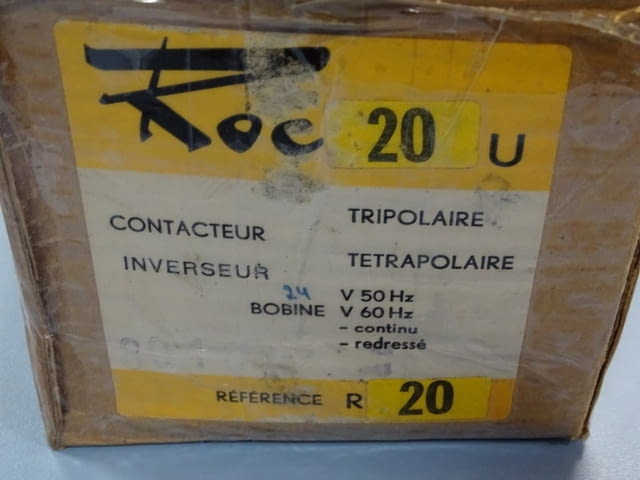 Roc 20 U
CONTACTEUR TRIPOLAIRE
INVERSEUR TETRAPOLAIRE
24 V 50 Hz
BOBINE V 60 Hz
- continu
- redressé
RÉFÉRENCE R 20